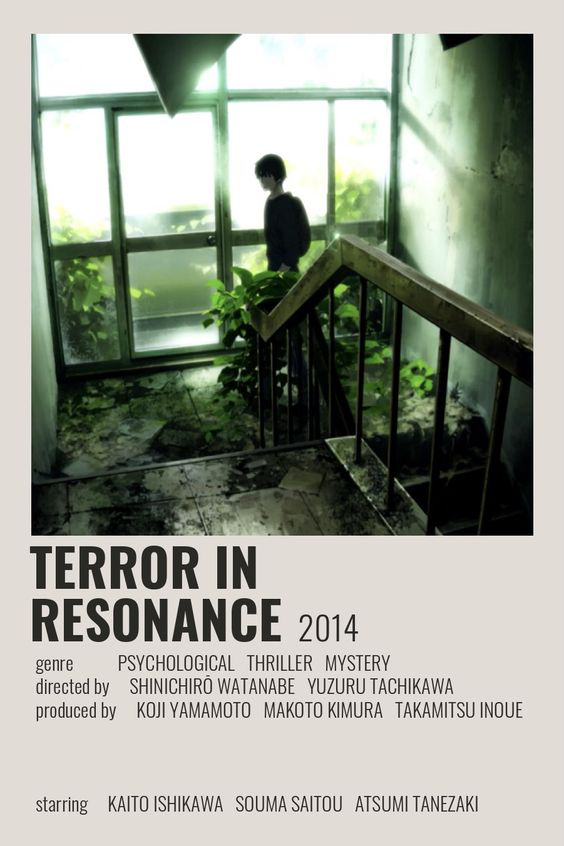 TERROR IN
RESONANCE 2014
genre PSYCHOLOGICAL THRILLER MYSTERY
directed by SHINICHIRŌ WATANABE YUZURU TACHIKAWA
produced by KOJI YAMAMOTO MAKOTO KIMURA TAKAMITSU INOUE
starring KAITO ISHIKAWA SOUMA SAITOU ATSUMI TANEZAKI